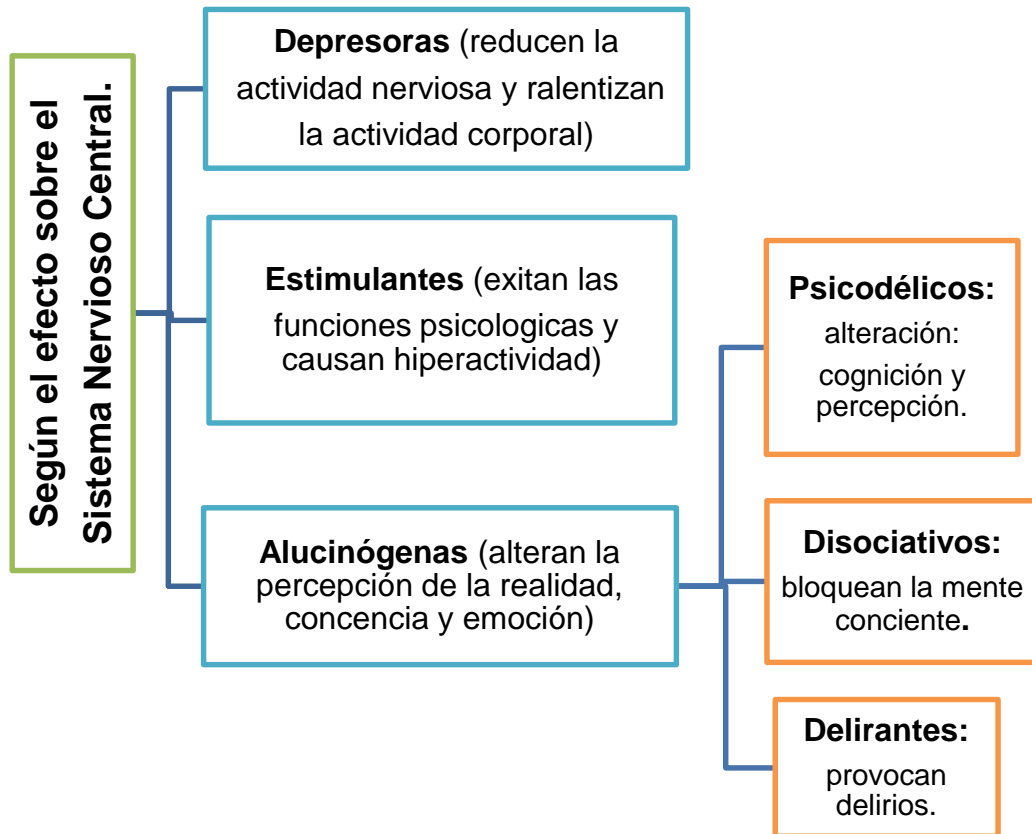 Según el efecto sobre el
Sistema Nervioso Central.
Depresoras (reducen la
actividad nerviosa y ralentizan
la actividad corporal)
Estimulantes (exitan las
funciones psicologicas y
causan hiperactividad)
Alucinógenas (alteran la
percepción de la realidad,
concencia y emoción)
Psicodélicos:
alteración:
cognición y
percepción.
Disociativos:
bloquean la mente
conciente.
Delirantes:
provocan
delirios.